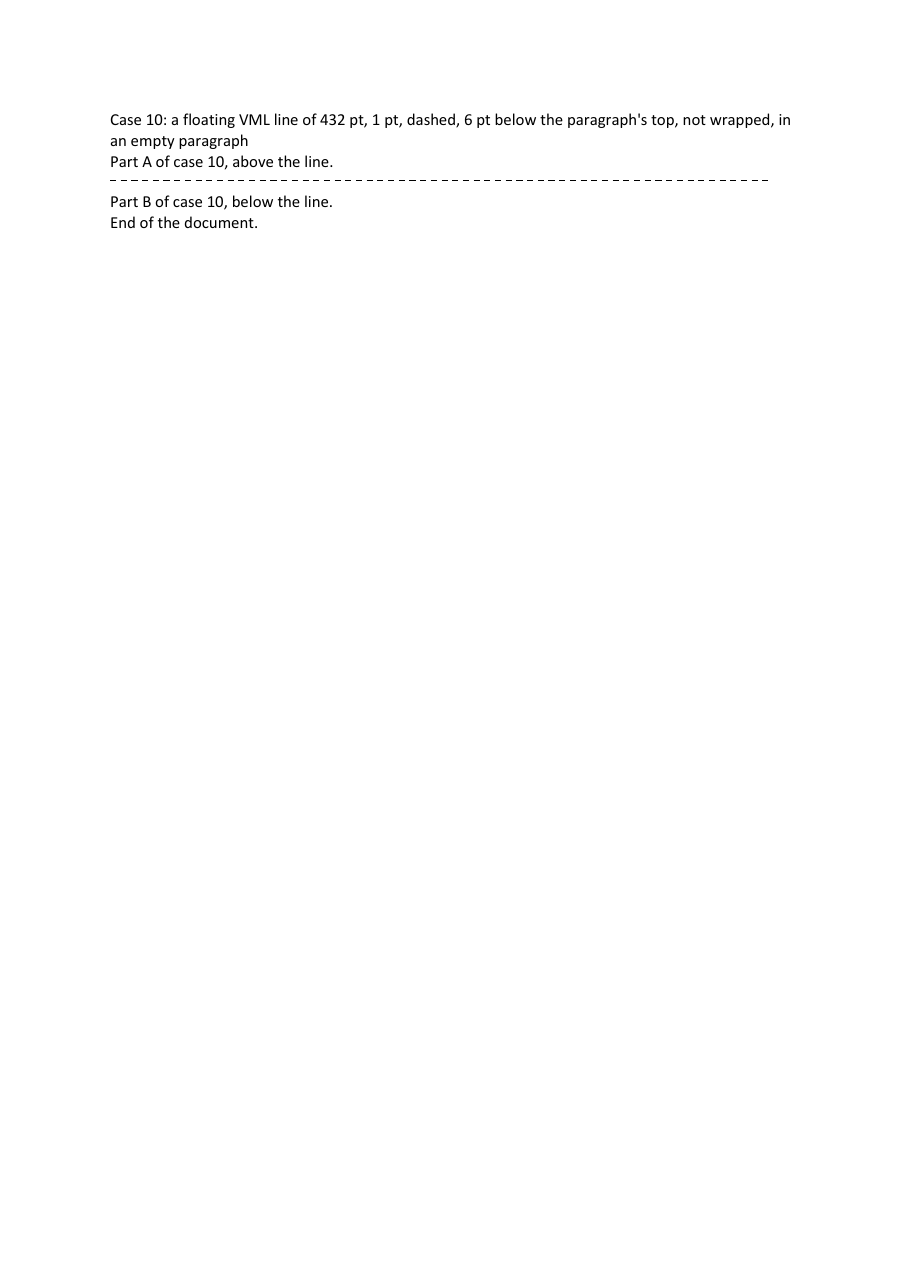 Case 10: a floating VML line of 432 pt, 1 pt, dashed, 6 pt below the paragraph's top, not wrapped, in
an empty paragraph
Part A of case 10, above the line.
Part B of case 10, below the line.
End of the document.